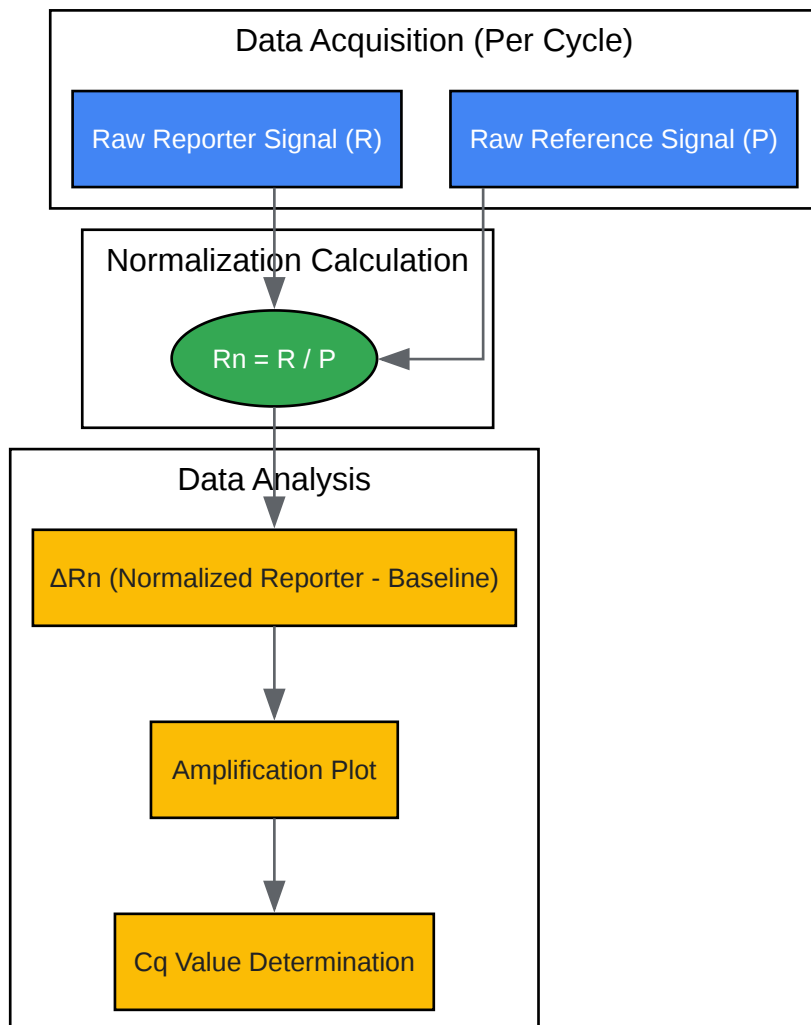 Data Acquisition (Per Cycle)
Raw Reporter Signal (R)
Raw Reference Signal (P)
Normalization Calculation
Rn = R / P
Data Analysis
ΔRn (Normalized Reporter - Baseline)
Amplification Plot
Cq Value Determination